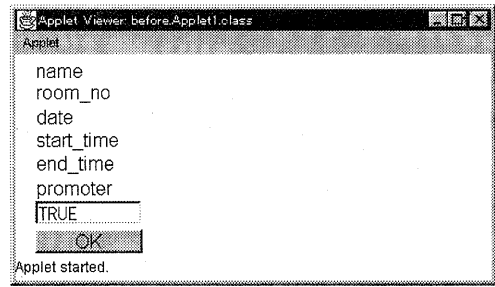 Applet Viewer: before.Applet1.class
Applet
name
room_no
date
start_time
end_time
promoter
TRUE
OK
Applet started.